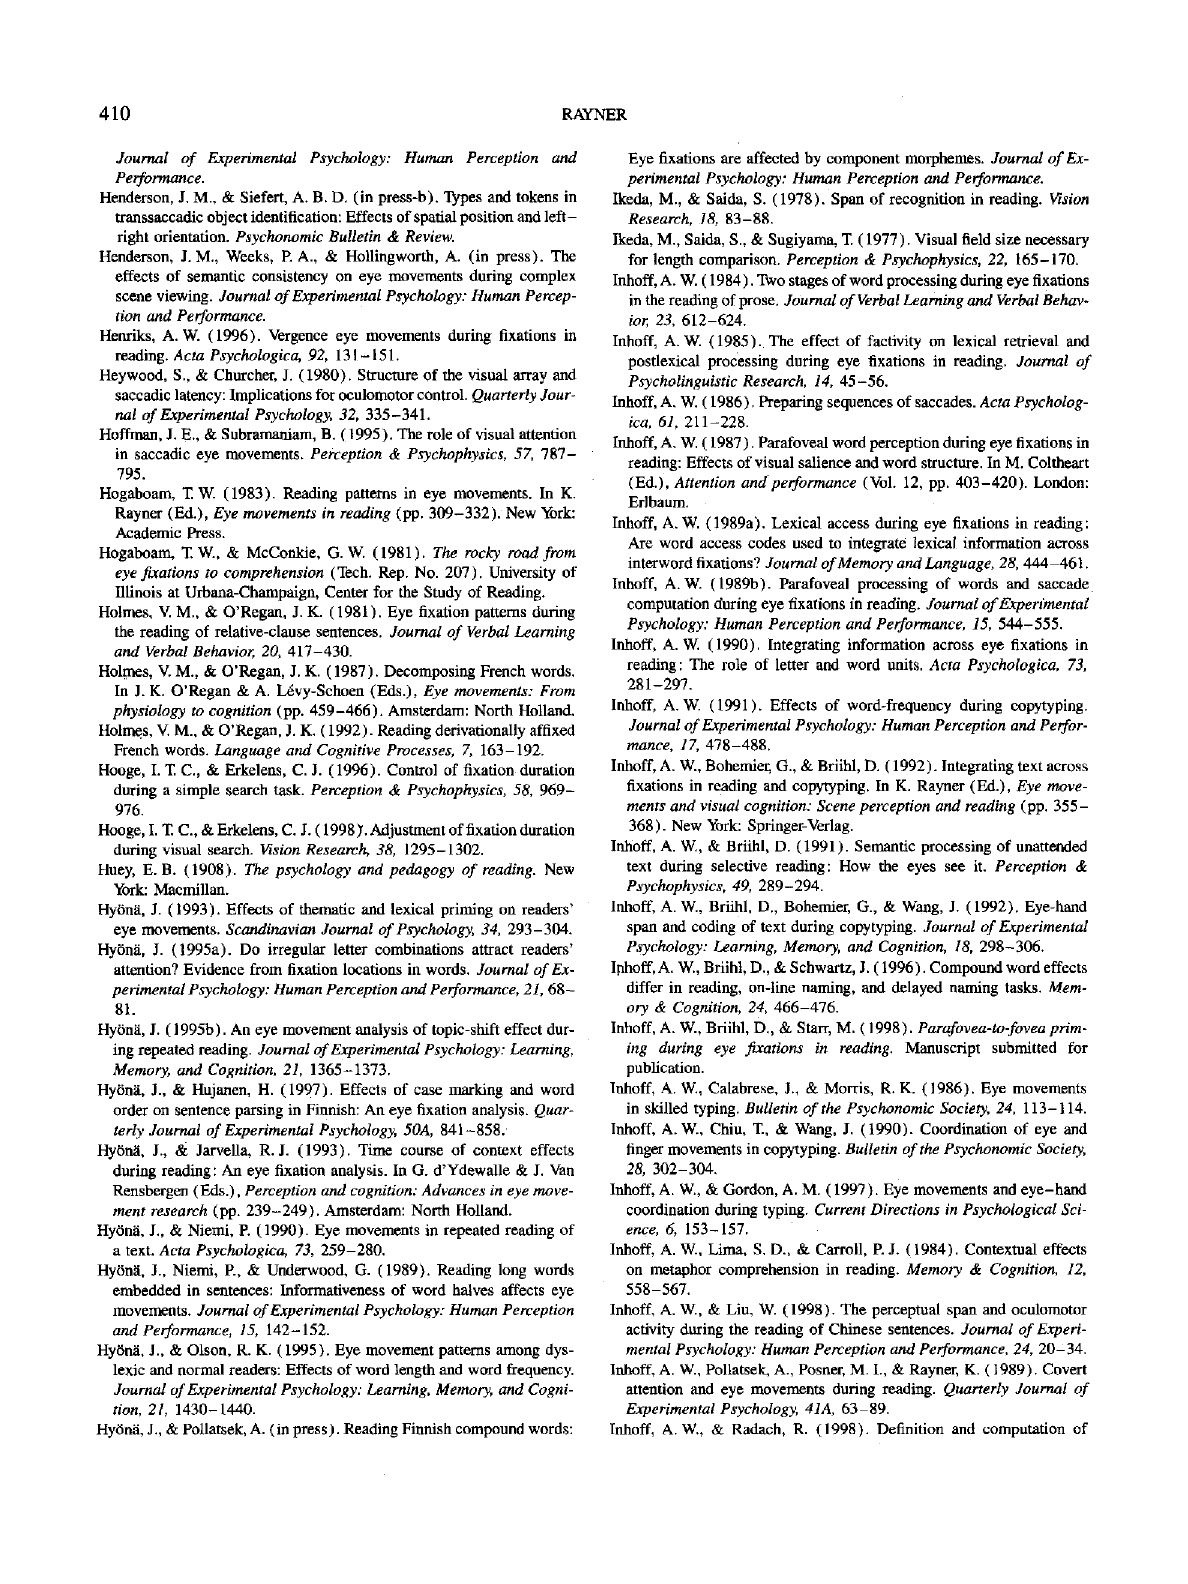 410
RAYNER
Journal of Experimental Psychology: Human Perception and
Performance.
Henderson, J. M., & Siefert, A. B. D. (in press-b). Types and tokens in
transsaccadic object identification: Effects of spatial position and left–
right orientation. Psychonomic Bulletin & Review.
Henderson, J. M., Weeks, P. A., & Hollingworth, A. (in press). The
effects of semantic consistency on eye movements during complex
scene viewing. Journal of Experimental Psychology: Human Percep-
tion and Performance.
Henriks, A. W. (1996). Vergence eye movements during fixations in
reading. Acta Psychologica, 92, 131–151.
Heywood, S., & Churcher, J. (1980). Structure of the visual array and
saccadic latency: Implications for oculomotor control. Quarterly Jour-
nal of Experimental Psychology, 32, 335–341.
Hoffman, J. E., & Subramaniam, B. (1995). The role of visual attention
in saccadic eye movements. Perception & Psychophysics, 57, 787–
795.
Hogaboam, T. W. (1983). Reading patterns in eye movements. In K.
Rayner (Ed.), Eye movements in reading (pp. 309–332). New York:
Academic Press.
Hogaboam, T. W., & McConkie, G. W. (1981). The rocky road from
eye fixations to comprehension (Tech. Rep. No. 207). University of
Illinois at Urbana-Champaign, Center for the Study of Reading.
Holmes, V. M., & O'Regan, J. K. (1981). Eye fixation patterns during
the reading of relative-clause sentences. Journal of Verbal Learning
and Verbal Behavior, 20, 417–430.
Holmes, V. M., & O'Regan, J. K. (1987). Decomposing French words.
In J. K. O'Regan & A. Lévy-Schoen (Eds.), Eye movements: From
physiology to cognition (pp. 459–466). Amsterdam: North Holland.
Holmes, V. M., & O'Regan, J. K. (1992). Reading derivationally affixed
French words. Language and Cognitive Processes, 7, 163–192.
Hooge, I. T. C., & Erkelens, C. J. (1996). Control of fixation duration
during a simple search task. Perception & Psychophysics, 58, 969–
976.
Hooge, I. T. C., & Erkelens, C. J. (1998). Adjustment of fixation duration
during visual search. Vision Research, 38, 1295–1302.
Huey, E. B. (1908). The psychology and pedagogy of reading. New
York: Macmillan.
Hyönä, J. (1993). Effects of thematic and lexical priming on readers'
eye movements. Scandinavian Journal of Psychology, 34, 293–304.
Hyönä, J. (1995a). Do irregular letter combinations attract readers'
attention? Evidence from fixation locations in words. Journal of Ex-
perimental Psychology: Human Perception and Performance, 21, 68–
81.
Hyönä, J. (1995b). An eye movement analysis of topic-shift effect dur-
ing repeated reading. Journal of Experimental Psychology: Learning,
Memory, and Cognition, 21, 1365–1373.
Hyönä, J., & Hujanen, H. (1997). Effects of case marking and word
order on sentence parsing in Finnish: An eye fixation analysis. Quar-
terly Journal of Experimental Psychology, 50A, 841–858.
Hyönä, J., & Jarvella, R. J. (1993). Time course of context effects
during reading: An eye fixation analysis. In G. d'Ydewalle & J. Van
Rensbergen (Eds.), Perception and cognition: Advances in eye move-
ment research (pp. 239–249). Amsterdam: North Holland.
Hyönä, J., & Niemi, P. (1990). Eye movements in repeated reading of
a text. Acta Psychologica, 73, 259–280.
Hyönä, J., Niemi, P., & Underwood, G. (1989). Reading long words
embedded in sentences: Informativeness of word halves affects eye
movements. Journal of Experimental Psychology: Human Perception
and Performance, 15, 142–152.
Hyönä, J., & Olson, R. K. (1995). Eye movement patterns among dys-
lexic and normal readers: Effects of word length and word frequency.
Journal of Experimental Psychology: Learning, Memory, and Cogni-
tion, 21, 1430–1440.
Hyönä, J., & Pollatsek, A. (in press). Reading Finnish compound words:
Eye fixations are affected by component morphemes. Journal of Ex-
perimental Psychology: Human Perception and Performance.
Ikeda, M., & Saida, S. (1978). Span of recognition in reading. Vision
Research, 18, 83–88.
Ikeda, M., Saida, S., & Sugiyama, T. (1977). Visual field size necessary
for length comparison. Perception & Psychophysics, 22, 165–170.
Inhoff, A. W. (1984). Two stages of word processing during eye fixations
in the reading of prose. Journal of Verbal Learning and Verbal Behav-
ior, 23, 612–624.
Inhoff, A. W. (1985). The effect of factivity on lexical retrieval and
postlexical processing during eye fixations in reading. Journal of
Psycholinguistic Research, 14, 45–56.
Inhoff, A. W. (1986). Preparing sequences of saccades. Acta Psycholog-
ica, 61, 211–228.
Inhoff, A. W. (1987). Parafoveal word perception during eye fixations in
reading: Effects of visual salience and word structure. In M. Coltheart
(Ed.), Attention and performance (Vol. 12, pp. 403–420). London:
Erlbaum.
Inhoff, A. W. (1989a). Lexical access during eye fixations in reading:
Are word access codes used to integrate lexical information across
interword fixations? Journal of Memory and Language, 28, 444–461.
Inhoff, A. W. (1989b). Parafoveal processing of words and saccade
computation during eye fixations in reading. Journal of Experimental
Psychology: Human Perception and Performance, 15, 544–555.
Inhoff, A. W. (1990). Integrating information across eye fixations in
reading: The role of letter and word units. Acta Psychologica, 73,
281–297.
Inhoff, A. W. (1991). Effects of word-frequency during copytyping.
Journal of Experimental Psychology: Human Perception and Perfor-
mance, 17, 478–488.
Inhoff, A. W., Bohemier, G., & Briihl, D. (1992). Integrating text across
fixations in reading and copytyping. In K. Rayner (Ed.), Eye move-
ments and visual cognition: Scene perception and reading (pp. 355–
368). New York: Springer-Verlag.
Inhoff, A. W., & Briihl, D. (1991). Semantic processing of unattended
text during selective reading: How the eyes see it. Perception &
Psychophysics, 49, 289–294.
Inhoff, A. W., Briihl, D., Bohemier, G., & Wang, J. (1992). Eye-hand
span and coding of text during copytyping. Journal of Experimental
Psychology: Learning, Memory, and Cognition, 18, 298–306.
Inhoff, A. W., Briihl, D., & Schwartz, J. (1996). Compound word effects
differ in reading, on-line naming, and delayed naming tasks. Mem-
ory & Cognition, 24, 466–476.
Inhoff, A. W., Briihl, D., & Starr, M. (1998). Parafovea-to-fovea prim-
ing during eye fixations in reading. Manuscript submitted for
publication.
Inhoff, A. W., Calabrese, J., & Morris, R. K. (1986). Eye movements
in skilled typing. Bulletin of the Psychonomic Society, 24, 113–114.
Inhoff, A. W., Chiu, T., & Wang, J. (1990). Coordination of eye and
finger movements in copytyping. Bulletin of the Psychonomic Society,
28, 302–304.
Inhoff, A. W., & Gordon, A. M. (1997). Eye movements and eye–hand
coordination during typing. Current Directions in Psychological Sci-
ence, 6, 153–157.
Inhoff, A. W., Lima, S. D., & Carroll, P. J. (1984). Contextual effects
on metaphor comprehension in reading. Memory & Cognition, 12,
558–567.
Inhoff, A. W., & Liu, W. (1998). The perceptual span and oculomotor
activity during the reading of Chinese sentences. Journal of Experi-
mental Psychology: Human Perception and Performance, 24, 20–34.
Inhoff, A. W., Pollatsek, A., Posner, M. I., & Rayner, K. (1989). Covert
attention and eye movements during reading. Quarterly Journal of
Experimental Psychology, 41A, 63–89.
Inhoff, A. W., & Radach, R. (1998). Definition and computation of